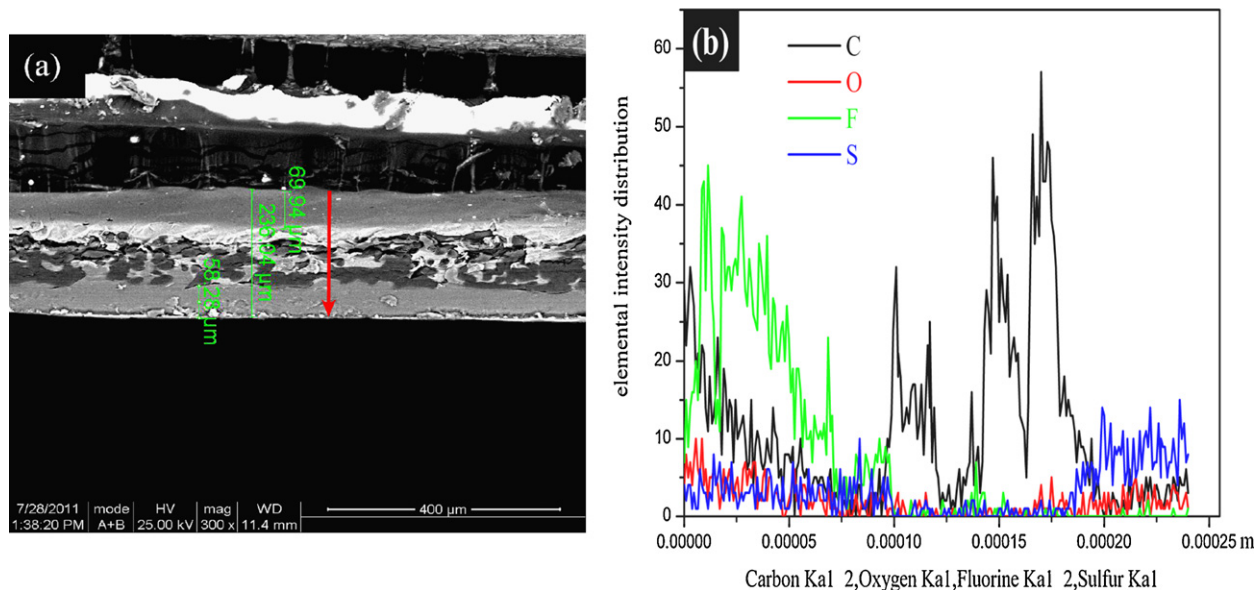 (a)
69.94 µm
236.04 µm
µm
7/28/2011 mode HV mag WD
1:38:20 PM A+B 25.00 kV 300 x 11.4 mm
400 µm
(b)
C
O
F
S
60
50
40
30
20
10
0
elemental intensity distribution
0.00000 0.00005 0.00010 0.00015 0.00020 0.00025 m
Carbon Ka1 2,Oxygen Ka1,Fluorine Ka1 2,Sulfur Ka1